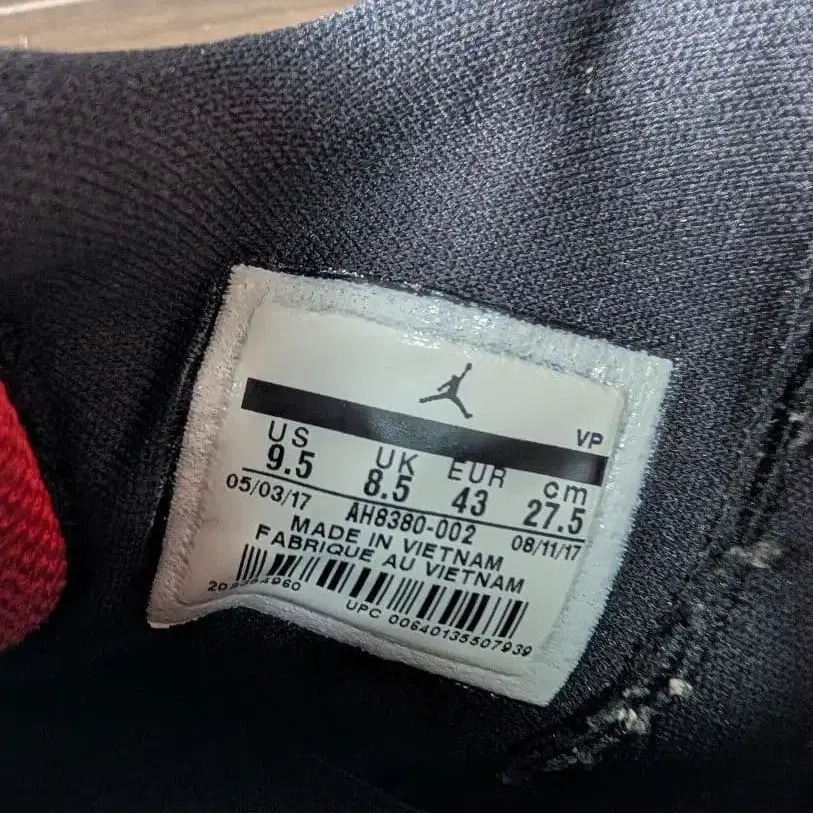 VP
US UK EUR cm
9.5 8.5 43 27.5
05/03/17 AH8380-002 08/11/17
MADE IN VIETNAM
FABRIQUE AU VIETNAM
UPC 00640135507939